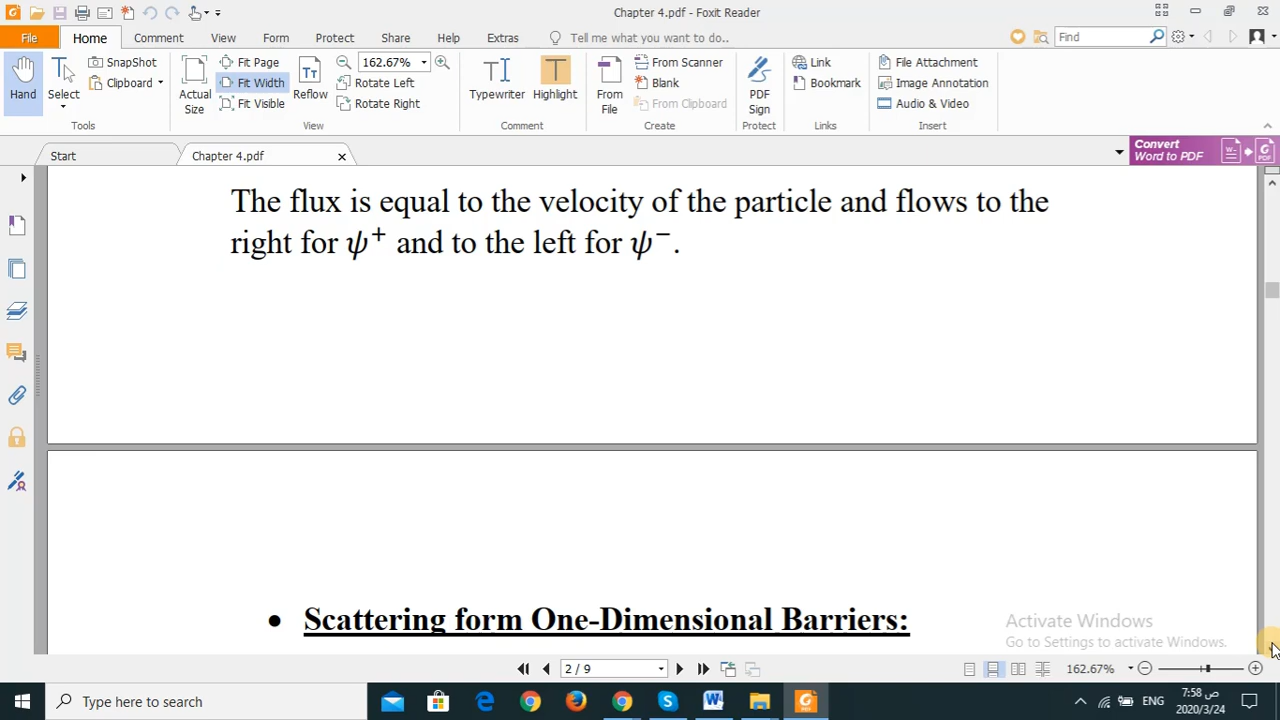 Chapter 4.pdf - Foxit Reader
File Home Comment View Form Protect Share Help Extras Tell me what you want to do.. Find
Hand
Select
SnapShot
Clipboard
Tools
Actual Size
Fit Page
Fit Width
Fit Visible
Reflow
162.67%
Rotate Left
Rotate Right
View
Typewriter
Highlight
Comment
From File
From Scanner
Blank
From Clipboard
Create
PDF Sign
Protect
Link
Bookmark
Links
File Attachment
Image Annotation
Audio & Video
Insert
Start Chapter 4.pdf
Convert
Word to PDF
The flux is equal to the velocity of the particle and flows to the
right for ψ⁺ and to the left for ψ⁻.
• Scattering form One-Dimensional Barriers:
Activate Windows
Go to Settings to activate Windows.
2 / 9 162.67%
Type here to search
ENG
7:58 ص
2020/3/24